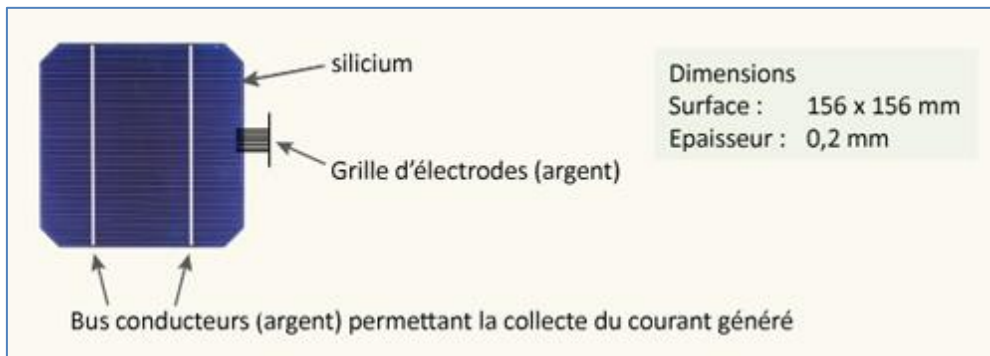 silicium
Dimensions
Surface : 156 x 156 mm
Epaisseur : 0,2 mm
Grille d’électrodes (argent)
Bus conducteurs (argent) permettant la collecte du courant généré